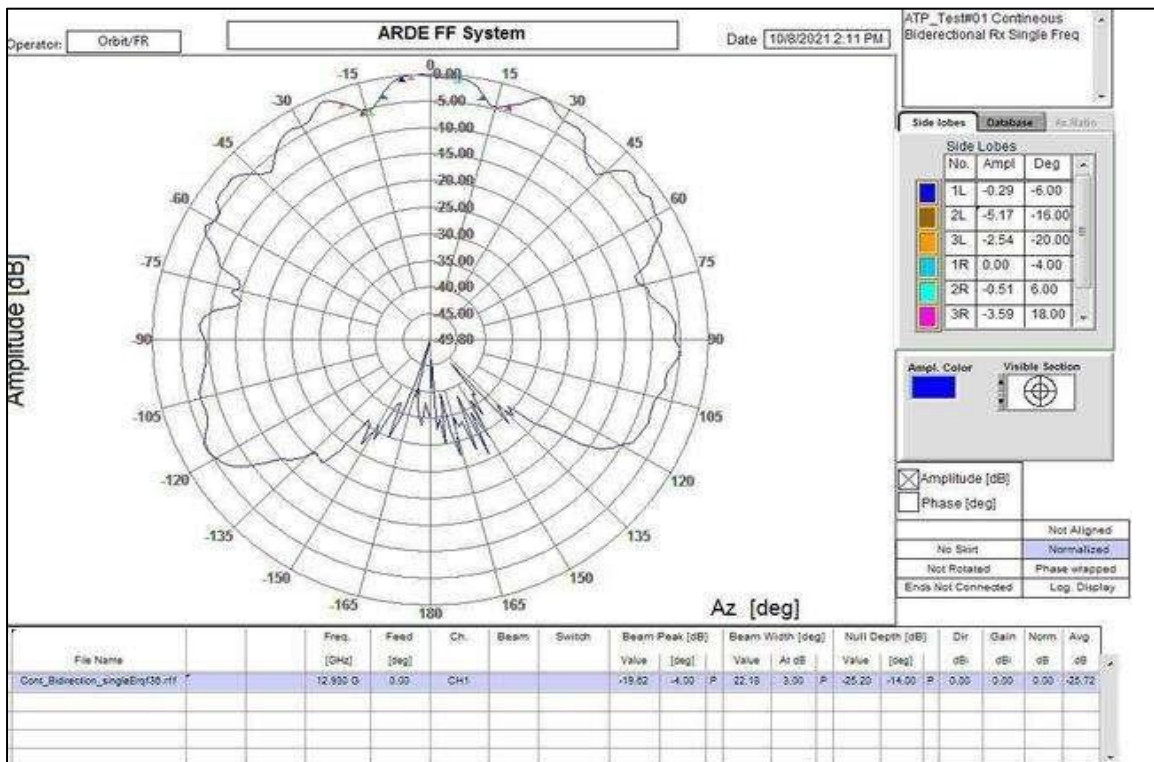 Operator:
Orbit/FR
ARDE FF System
Date
10/8/2021 2:11 PM
ATP_Test#01 Contineous
Biderectional Rx Single Freq
Amplitude [dB]
0
-15
15
-30
30
-45
45
-60
60
-75
75
-90
90
-105
105
-120
120
-135
135
-150
150
-165
165
180
0.00
-5.00
-10.00
-15.00
-20.00
-25.00
-30.00
-35.00
-40.00
-45.00
-49.80
Az [deg]
Side lobes
Database
Ax.Ratio
Side Lobes
No. Ampl Deg
1L -0.29 -6.00
2L -5.17 -16.00
3L -2.54 -20.00
1R 0.00 -4.00
2R -0.51 6.00
3R -3.59 18.00
Ampl. Color
Visible Section
Amplitude [dB]
Phase [deg]
Not Aligned
No Skirt Normalized
Not Rotated Phase wrapped
Ends Not Connected Log. Display
Freq. Feed Ch. Beam Switch Beam Peak [dB] Beam Width [deg] Null Depth [dB] Dir Gain Norm Avg
File Name [GHz] [deg] Value [deg] Value At dB Value [deg] dBi dBi dB dB
12.930 G 0.00 CH1 -19.62 -4.00 P 22.19 3.00 P -25.20 -14.00 P 0.00 0.00 0.00 -25.72